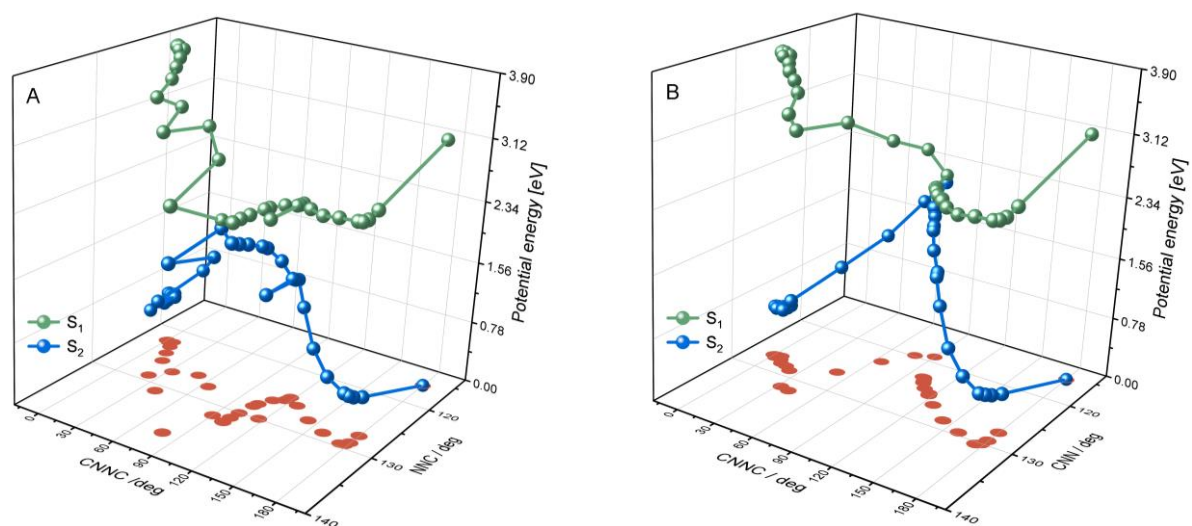 A
S1
S2
3.90
3.12
2.34
1.56
0.78
0.00
Potential energy [eV]
0
30
60
90
120
150
180
CNNC /deg
120
130
140
NNC / deg
B
S1
S2
3.90
3.12
2.34
1.56
0.78
0.00
Potential energy [eV]
0
30
60
90
120
150
180
CNNC / deg
120
130
140
CNN / deg